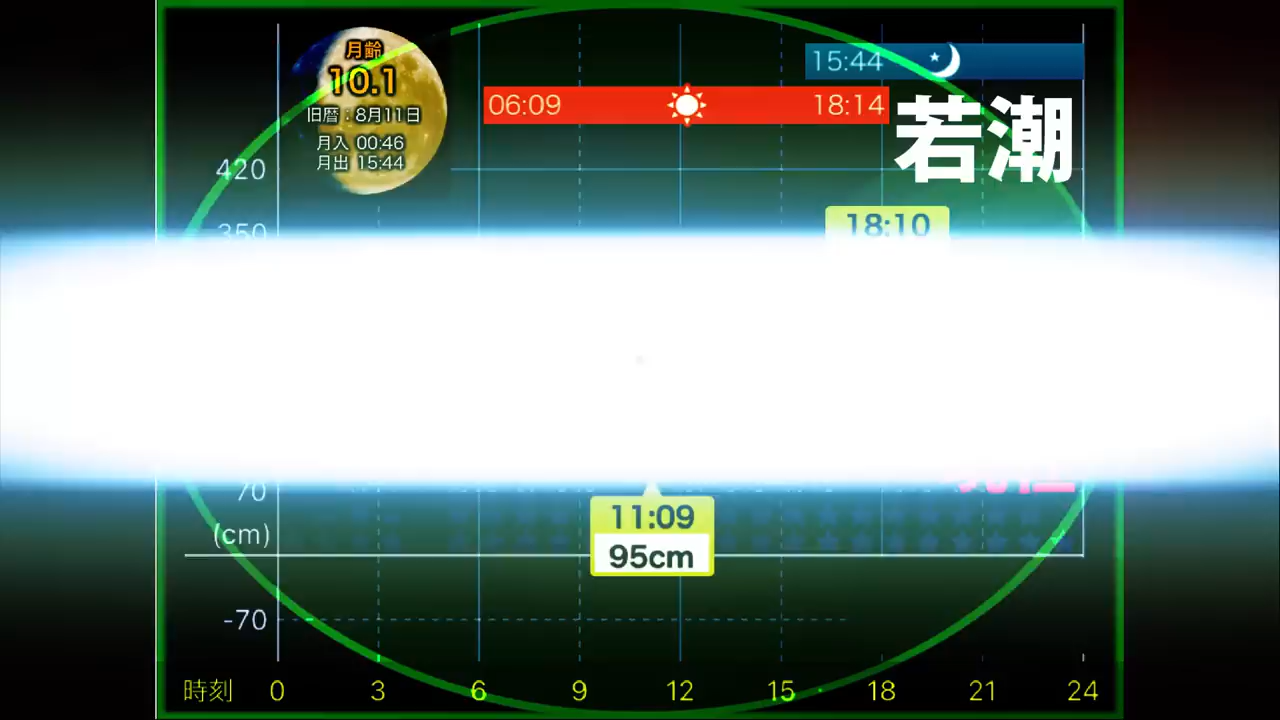 月齢
10.1
旧暦：8月11日
月入 00:46
月出 15:44
15:44
06:09 18:14
若潮
420
350
18:10
70
(cm)
11:09
95cm
-70
時刻 0 3 6 9 12 15 18 21 24